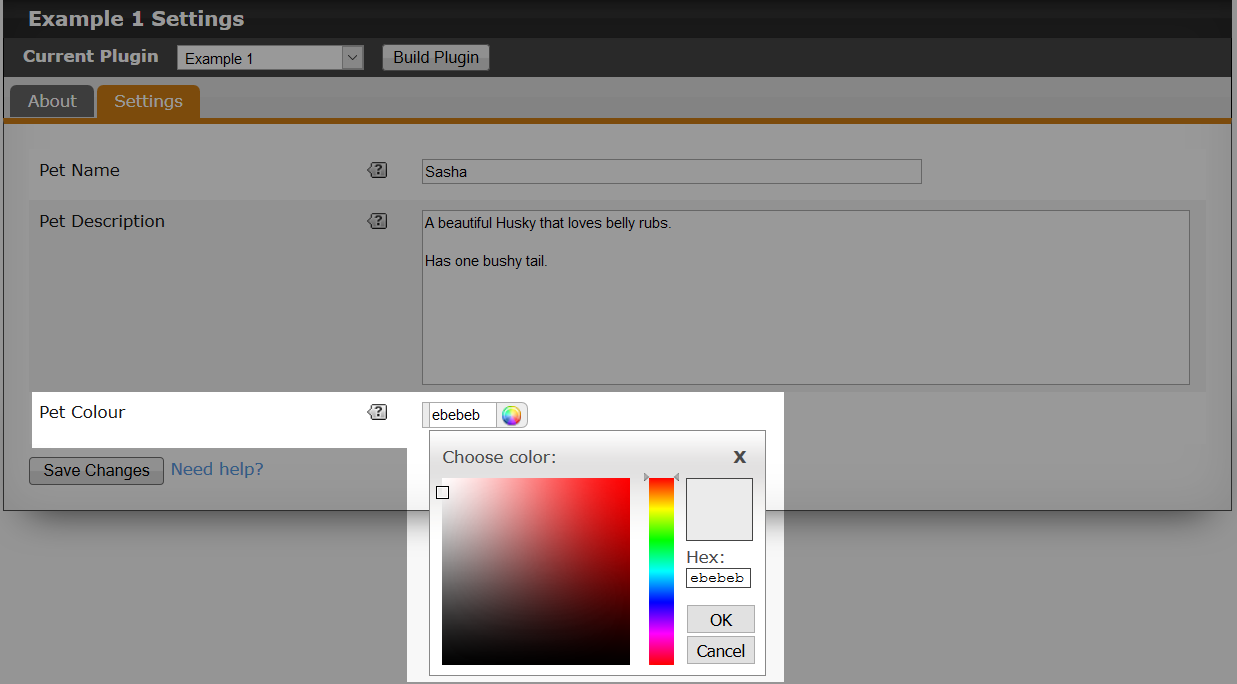 Example 1 Settings
Current Plugin Example 1 Build Plugin
About Settings
Pet Name ? Sasha
Pet Description ? A beautiful Husky that loves belly rubs.
Has one bushy tail.
Pet Colour ? ebebeb
Choose color: X
Save Changes Need help?
Hex:
ebebeb
OK
Cancel